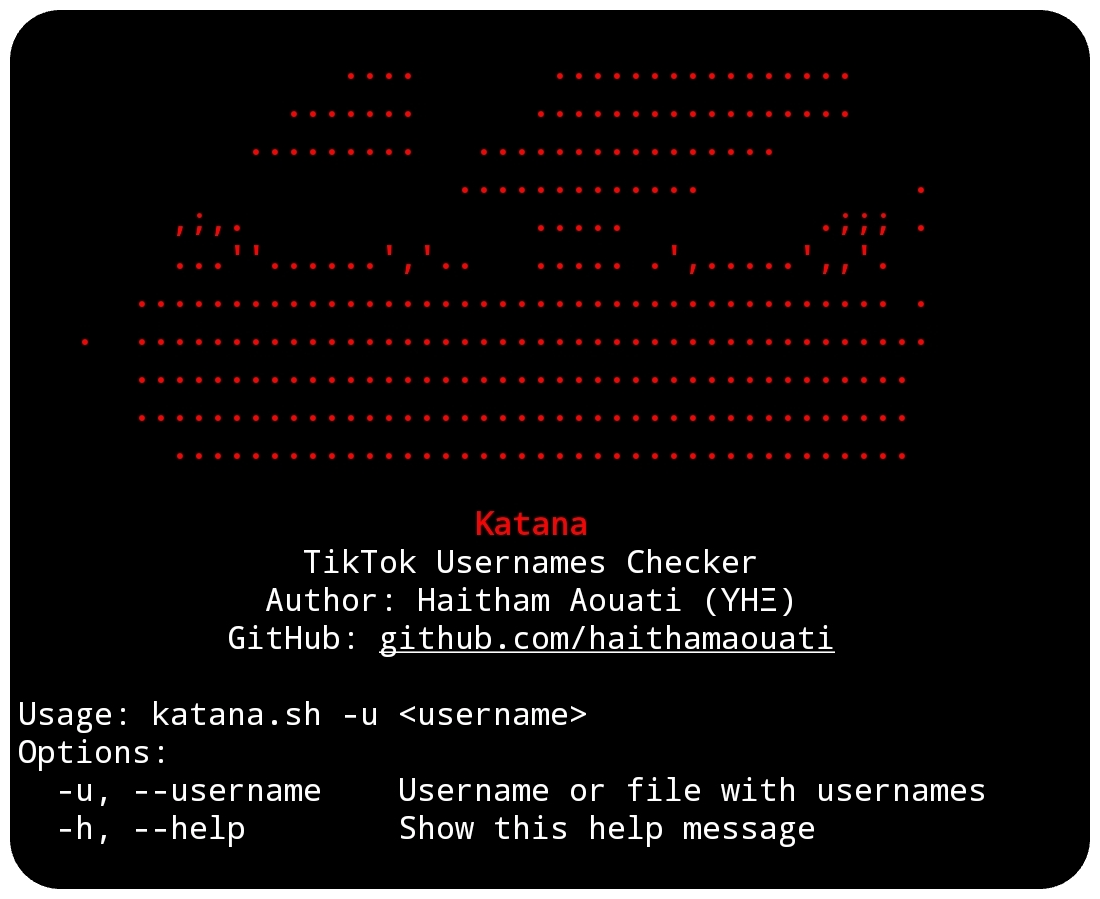 Katana
TikTok Usernames Checker
Author: Haitham Aouati (YHΞ)
GitHub: github.com/haithamaouati
Usage: katana.sh -u <username>
Options:
-u, --username    Username or file with usernames
-h, --help        Show this help message